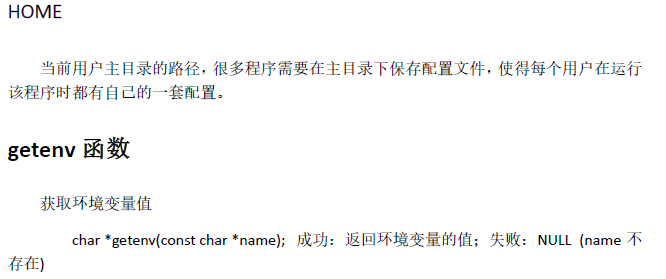 HOME
当前用户主目录的路径，很多程序需要在主目录下保存配置文件，使得每个用户在运行
该程序时都有自己的一套配置。
getenv 函数
获取环境变量值
char *getenv(const char *name); 成功：返回环境变量的值；失败：NULL (name 不
存在)